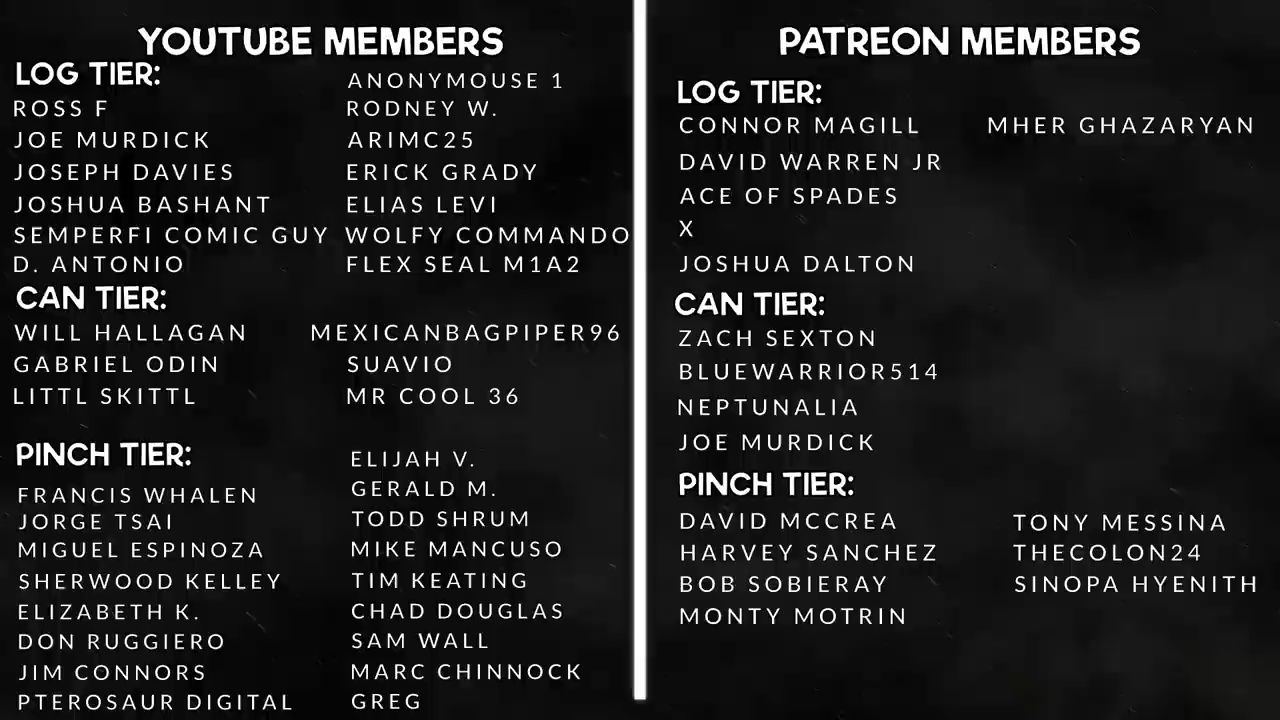 YOUTUBE MEMBERS
LOG TIER:
ROSS F
JOE MURDICK
JOSEPH DAVIES
JOSHUA BASHANT
SEMPERFI COMIC GUY
D. ANTONIO
ANONYMOUSE 1
RODNEY W.
ARIMC25
ERICK GRADY
ELIAS LEVI
WOLFY COMMANDO
FLEX SEAL M1A2
CAN TIER:
WILL HALLAGAN
GABRIEL ODIN
LITTL SKITTL
MEXICANBAGPIPER96
SUAVIO
MR COOL 36
PINCH TIER:
FRANCIS WHALEN
JORGE TSAI
MIGUEL ESPINOZA
SHERWOOD KELLEY
ELIZABETH K.
DON RUGGIERO
JIM CONNORS
PTEROSAUR DIGITAL
ELIJAH V.
GERALD M.
TODD SHRUM
MIKE MANCUSO
TIM KEATING
CHAD DOUGLAS
SAM WALL
MARC CHINNOCK
GREG
PATREON MEMBERS
LOG TIER:
CONNOR MAGILL
DAVID WARREN JR
ACE OF SPADES
X
JOSHUA DALTON
MHER GHAZARYAN
CAN TIER:
ZACH SEXTON
BLUEWARRIOR514
NEPTUNALIA
JOE MURDICK
PINCH TIER:
DAVID MCCREA
HARVEY SANCHEZ
BOB SOBIERAY
MONTY MOTRIN
TONY MESSINA
THECOLON24
SINOPA HYENITH